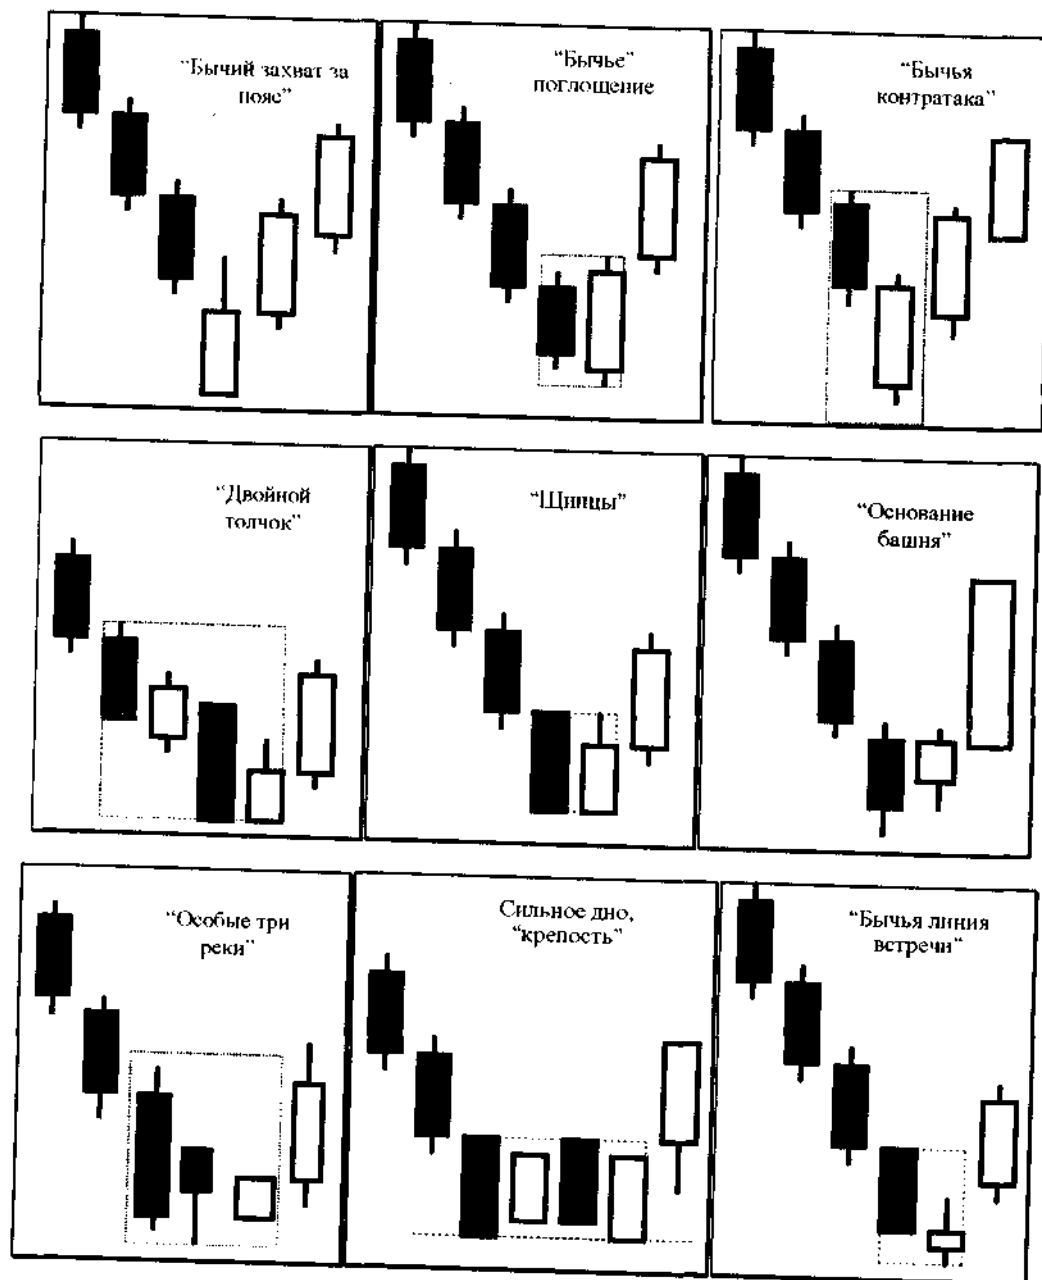 “Бычий захват за
пояс”
“Бычье”
поглощение
“Бычья
контратака”
“Двойной
толчок”
“Щипцы”
“Основание
башня”
“Особые три
реки”
Сильное дно,
“крепость”
“Бычья линия
встречи”